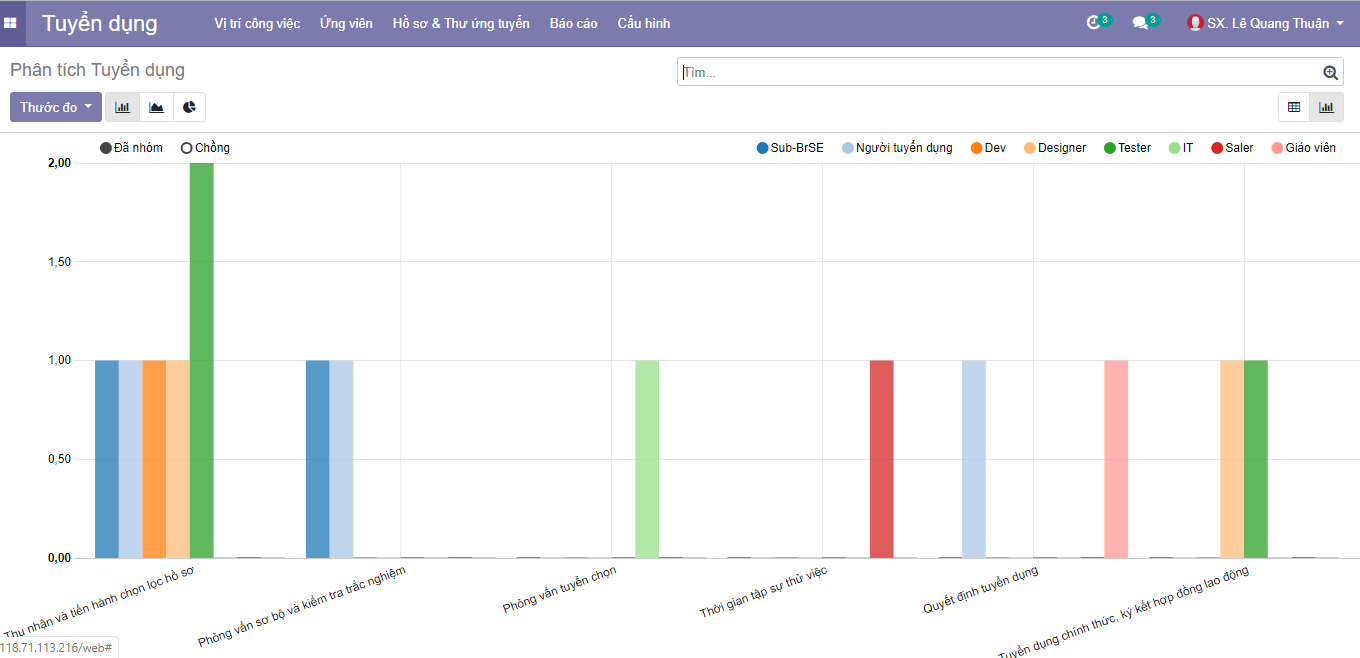 Tuyển dụng Vị trí công việc Ứng viên Hồ sơ & Thư ứng tuyển Báo cáo Cấu hình 3 3 SX. Lê Quang Thuận
Phân tích Tuyển dụng Tìm...
Thước đo
Đã nhóm Chồng Sub-BrSE Người tuyển dụng Dev Designer Tester IT Saler Giáo viên
2,00
1,50
1,00
0,50
0,00
Thu nhận và tiến hành chọn lọc hồ sơ
Phỏng vấn sơ bộ và kiểm tra trắc nghiệm
Phỏng vấn tuyển chọn
Thời gian tập sự thử việc
Quyết định tuyển dụng
Tuyển dụng chính thức, ký kết hợp đồng lao động
118.71.113.216/web#